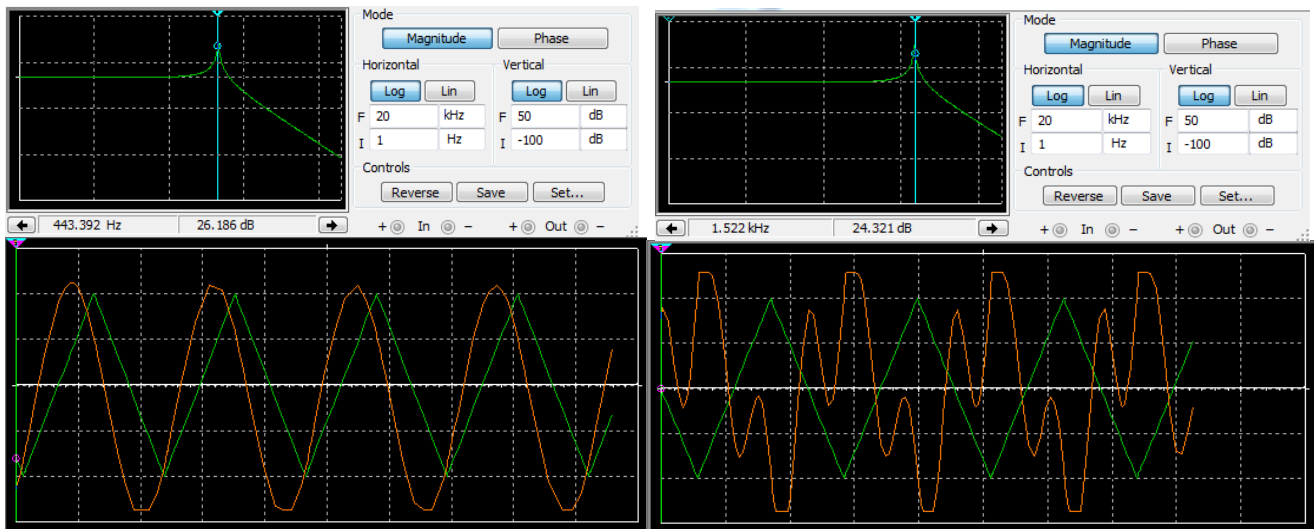 Mode
Magnitude Phase
Horizontal Vertical
Log Lin Log Lin
F 20 kHz F 50 dB
I 1 Hz I -100 dB
Controls
Reverse Save Set...
443.392 Hz 26.186 dB + In - + Out -
Mode
Magnitude Phase
Horizontal Vertical
Log Lin Log Lin
F 20 kHz F 50 dB
I 1 Hz I -100 dB
Controls
Reverse Save Set...
1.522 kHz 24.321 dB + In - + Out -